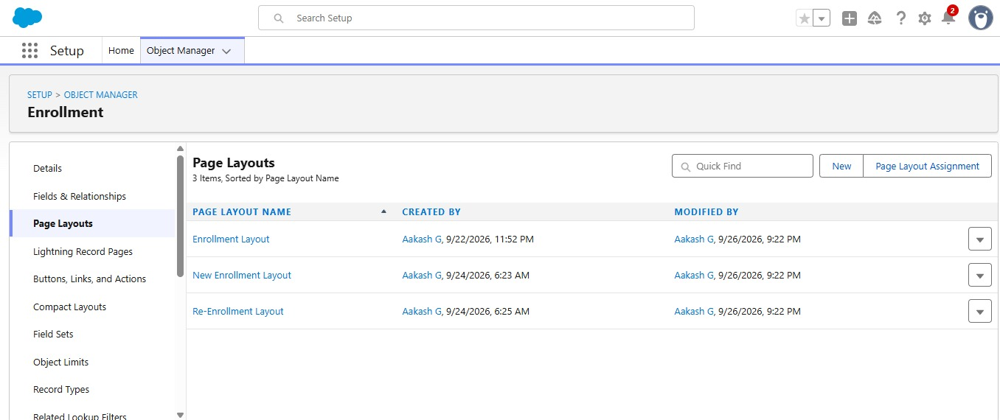 Search Setup
2
Setup
Home
Object Manager
SETUP > OBJECT MANAGER
Enrollment
Details
Fields & Relationships
Page Layouts
Lightning Record Pages
Buttons, Links, and Actions
Compact Layouts
Field Sets
Object Limits
Record Types
Related Lookup Filters
Page Layouts
3 Items, Sorted by Page Layout Name
Quick Find
New
Page Layout Assignment
PAGE LAYOUT NAME CREATED BY MODIFIED BY
Enrollment Layout Aakash G, 9/22/2026, 11:52 PM Aakash G, 9/26/2026, 9:22 PM
New Enrollment Layout Aakash G, 9/24/2026, 6:23 AM Aakash G, 9/26/2026, 9:22 PM
Re-Enrollment Layout Aakash G, 9/24/2026, 6:25 AM Aakash G, 9/26/2026, 9:22 PM